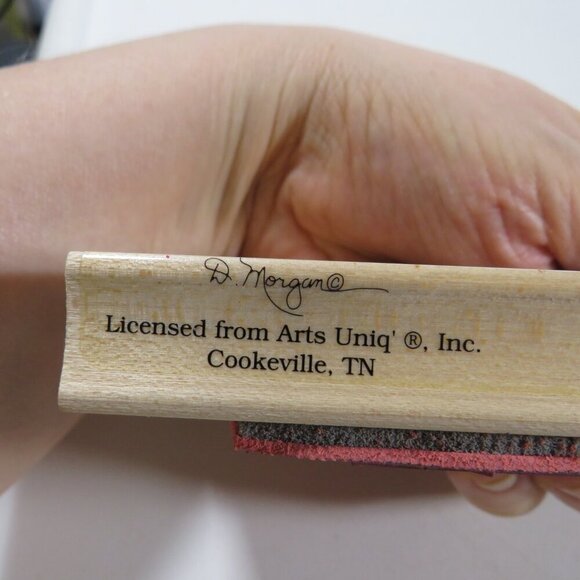 D. Morgan©
Licensed from Arts Uniq' ®, Inc.
Cookeville, TN